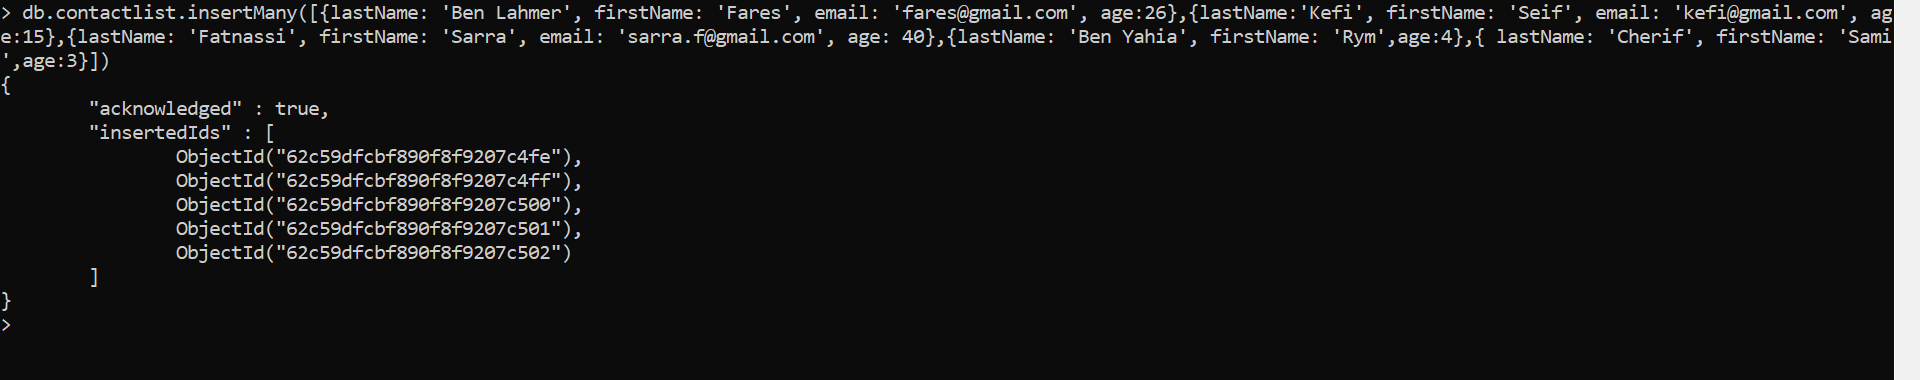 > db.contactlist.insertMany([{lastName: 'Ben Lahmer', firstName: 'Fares', email: 'fares@gmail.com', age:26},{lastName:'Kefi', firstName: 'Seif', email: 'kefi@gmail.com', ag
e:15},{lastName: 'Fatnassi', firstName: 'Sarra', email: 'sarra.f@gmail.com', age: 40},{lastName: 'Ben Yahia', firstName: 'Rym',age:4},{ lastName: 'Cherif', firstName: 'Sami
',age:3}])
{
        "acknowledged" : true,
        "insertedIds" : [
                ObjectId("62c59dfcbf890f8f9207c4fe"),
                ObjectId("62c59dfcbf890f8f9207c4ff"),
                ObjectId("62c59dfcbf890f8f9207c500"),
                ObjectId("62c59dfcbf890f8f9207c501"),
                ObjectId("62c59dfcbf890f8f9207c502")
        ]
}
>